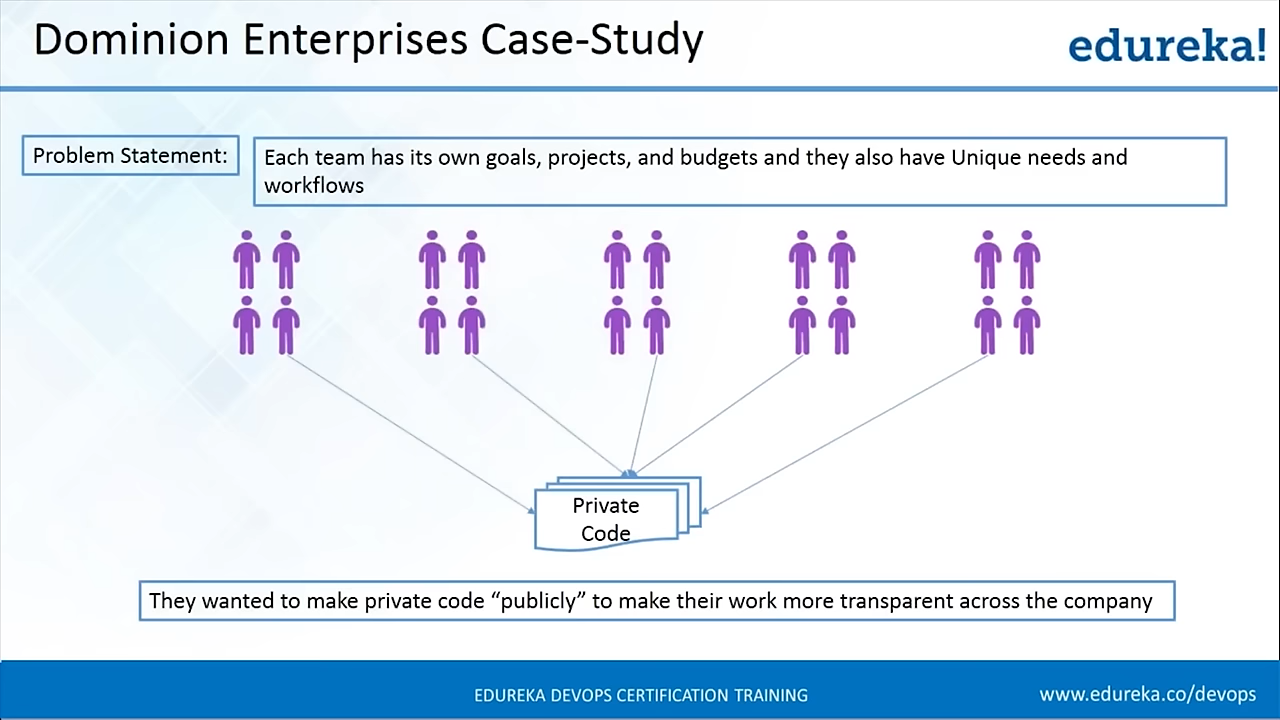 Dominion Enterprises Case-Study
edureka!
Problem Statement:
Each team has its own goals, projects, and budgets and they also have Unique needs and
workflows
Private
Code
They wanted to make private code “publicly” to make their work more transparent across the company
EDUREKA DEVOPS CERTIFICATION TRAINING
www.edureka.co/devops